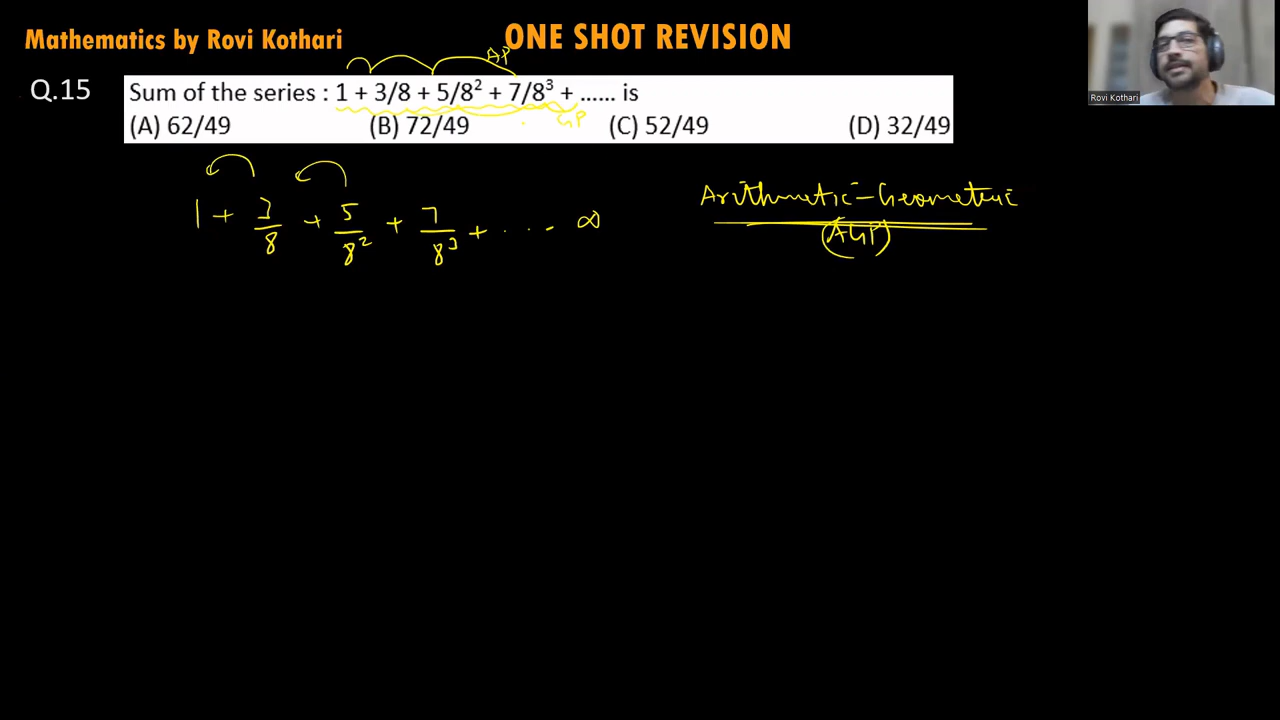 Mathematics by Rovi Kothari
ONE SHOT REVISION
Rovi Kothari
AP
Q.15
Sum of the series : 1 + 3/8 + 5/8² + 7/8³ + ...... is
GP
(A) 62/49 (B) 72/49 (C) 52/49 (D) 32/49
1 + 3/8 + 5/8² + 7/8³ + .... ∞
Arithmetic-Geometric
(AGP)